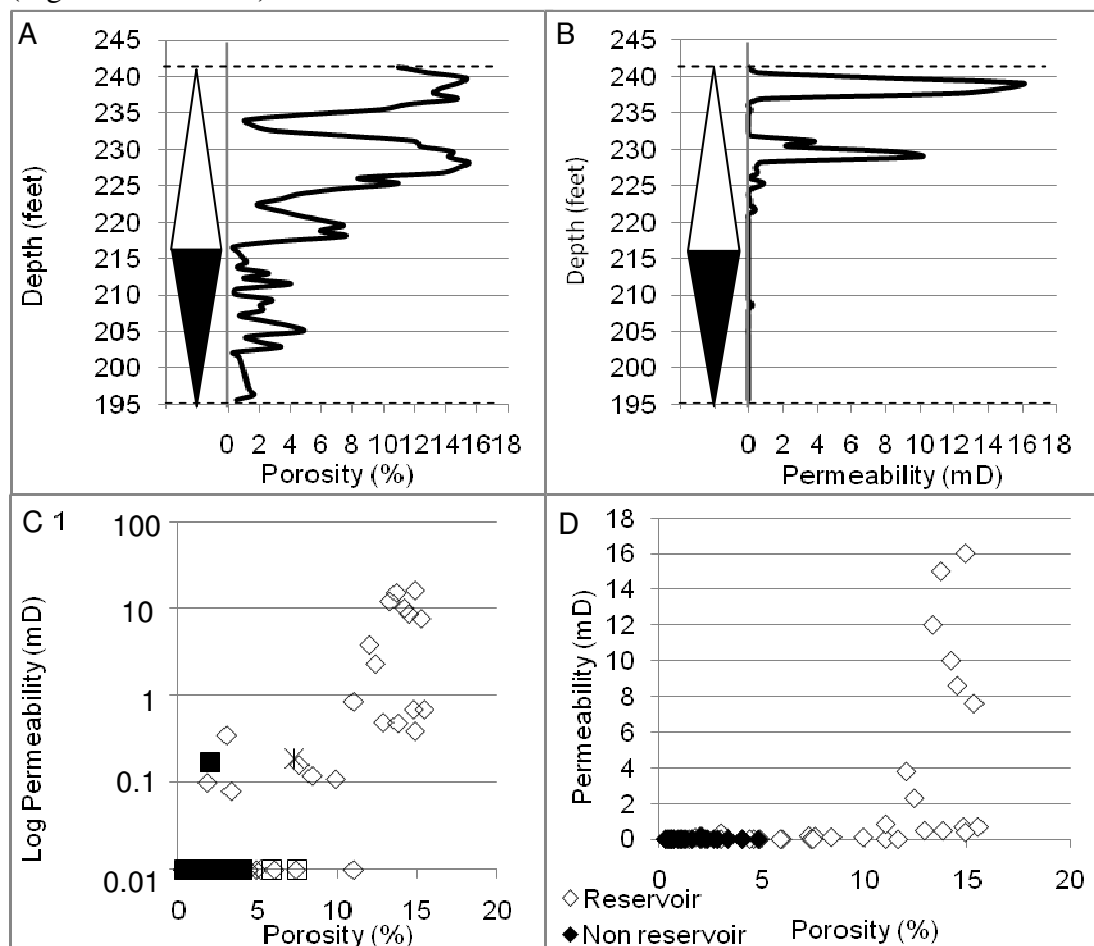 A
245
240
235
230
225
220
215
210
205
200
195
Depth (feet)
0 2 4 6 8 10 12 14 16 18
Porosity (%)
B
245
240
235
230
225
220
215
210
205
200
195
Depth (feet)
0 2 4 6 8 10 12 14 16 18
Permeability (mD)
C 1
100
10
1
0.1
0.01
Log Permeability (mD)
0 5 10 15 20
Porosity (%)
D
18
16
14
12
10
8
6
4
2
0
Permeability (mD)
0 5 10 15 20
Reservoir
Porosity (%)
Non reservoir